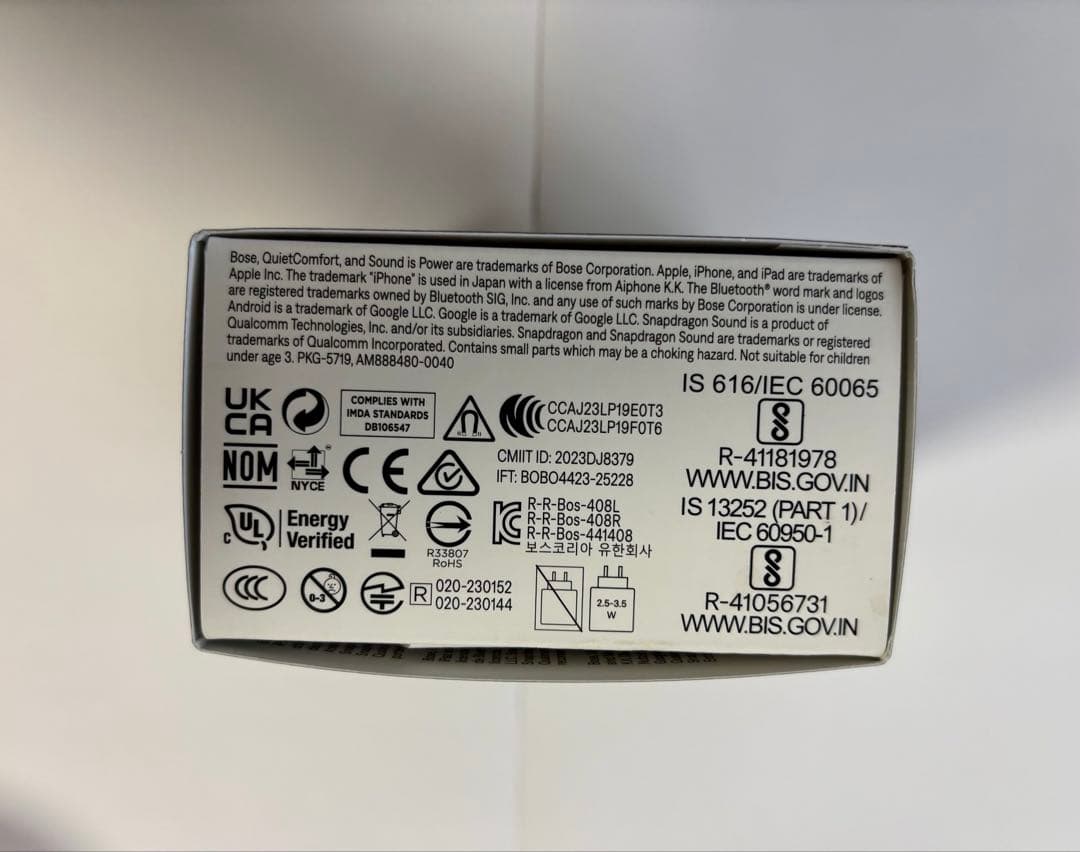 Bose, QuietComfort, and Sound is Power are trademarks of Bose Corporation. Apple, iPhone, and iPad are trademarks of
Apple Inc. The trademark "iPhone" is used in Japan with a license from Aiphone K.K. The Bluetooth® word mark and logos
are registered trademarks owned by Bluetooth SIG, Inc. and any use of such marks by Bose Corporation is under license.
Android is a trademark of Google LLC. Google is a trademark of Google LLC. Snapdragon Sound is a product of
Qualcomm Technologies, Inc. and/or its subsidiaries. Snapdragon and Snapdragon Sound are trademarks or registered
trademarks of Qualcomm Incorporated. Contains small parts which may be a choking hazard. Not suitable for children
under age 3. PKG-5719, AM888480-0040
UK
CA
COMPLIES WITH
IMDA STANDARDS
DB106547
CCAJ23LP19E0T3
CCAJ23LP19F0T6
NOM
NYCE
CE
CMIIT ID: 2023DJ8379
IFT: BOBO4423-25228
C UL
Energy
Verified
R33807
RoHS
R-R-Bos-408L
R-R-Bos-408R
R-R-Bos-441408
보스코리아 유한회사
CCC
0-3
R
020-230152
020-230144
2.5-3.5
W
IS 616/IEC 60065
R-41181978
WWW.BIS.GOV.IN
IS 13252 (PART 1)/
IEC 60950-1
R-41056731
WWW.BIS.GOV.IN